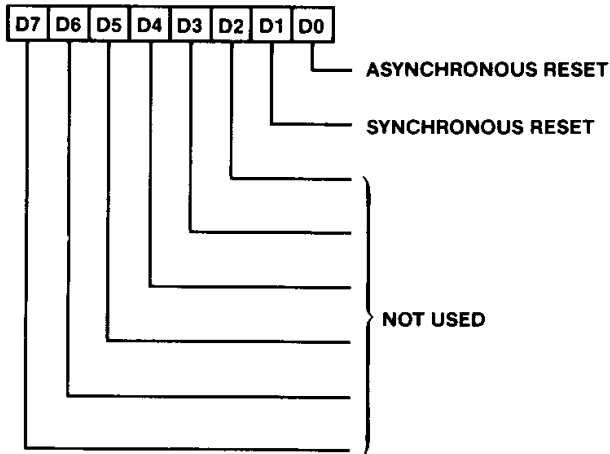 D7 D6 D5 D4 D3 D2 D1 D0
ASYNCHRONOUS RESET
SYNCHRONOUS RESET
NOT USED